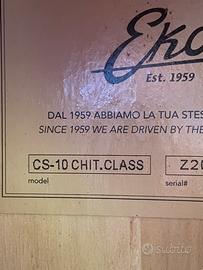 Eko
Est. 1959
DAL 1959 ABBIAMO LA TUA STES
SINCE 1959 WE ARE DRIVEN BY THE
CS-10 CHIT.CLASS
Z20
model
serial#
subito